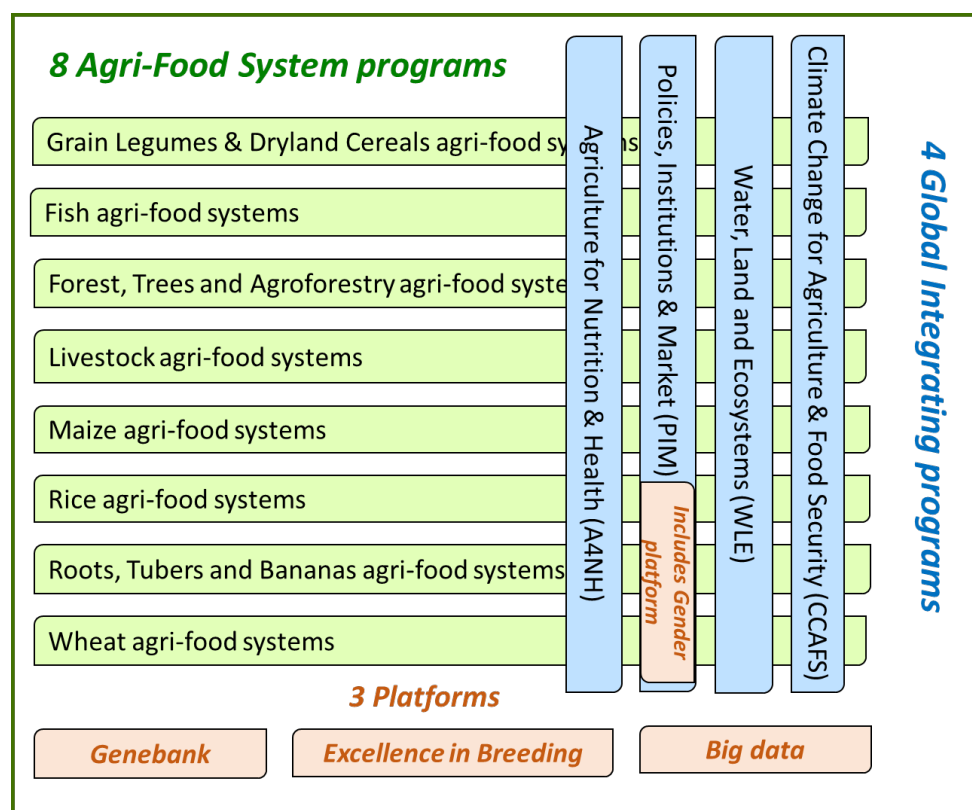 8 Agri-Food System programs
Grain Legumes & Dryland Cereals agri-food systems
Fish agri-food systems
Forest, Trees and Agroforestry agri-food syste
Livestock agri-food systems
Maize agri-food systems
Rice agri-food systems
Roots, Tubers and Bananas agri-food systems
Wheat agri-food systems
Agriculture for Nutrition & Health (A4NH)
Policies, Institutions & Market (PIM)
Includes Gender
platform
Water, Land and Ecosystems (WLE)
Climate Change for Agriculture & Food Security (CCAFS)
4 Global Integrating programs
3 Platforms
Genebank
Excellence in Breeding
Big data